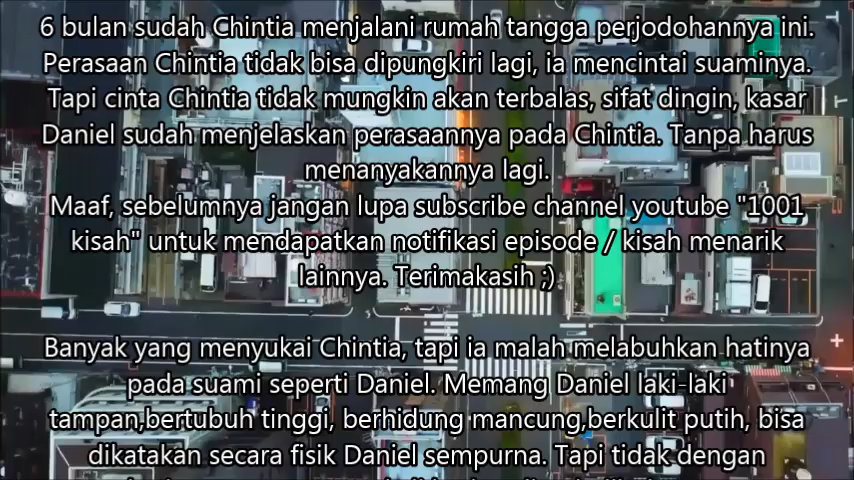 6 bulan sudah Chintia menjalani rumah tangga perjodohannya ini.
Perasaan Chintia tidak bisa dipungkiri lagi, ia mencintai suaminya.
Tapi cinta Chintia tidak mungkin akan terbalas, sifat dingin, kasar
Daniel sudah menjelaskan perasaannya pada Chintia. Tanpa harus
menanyakannya lagi.
Maaf, sebelumnya jangan lupa subscribe channel youtube "1001
kisah" untuk mendapatkan notifikasi episode / kisah menarik
lainnya. Terimakasih ;)
Banyak yang menyukai Chintia, tapi ia malah melabuhkan hatinya
pada suami seperti Daniel. Memang Daniel laki-laki
tampan,bertubuh tinggi, berhidung mancung,berkulit putih, bisa
dikatakan secara fisik Daniel sempurna. Tapi tidak dengan